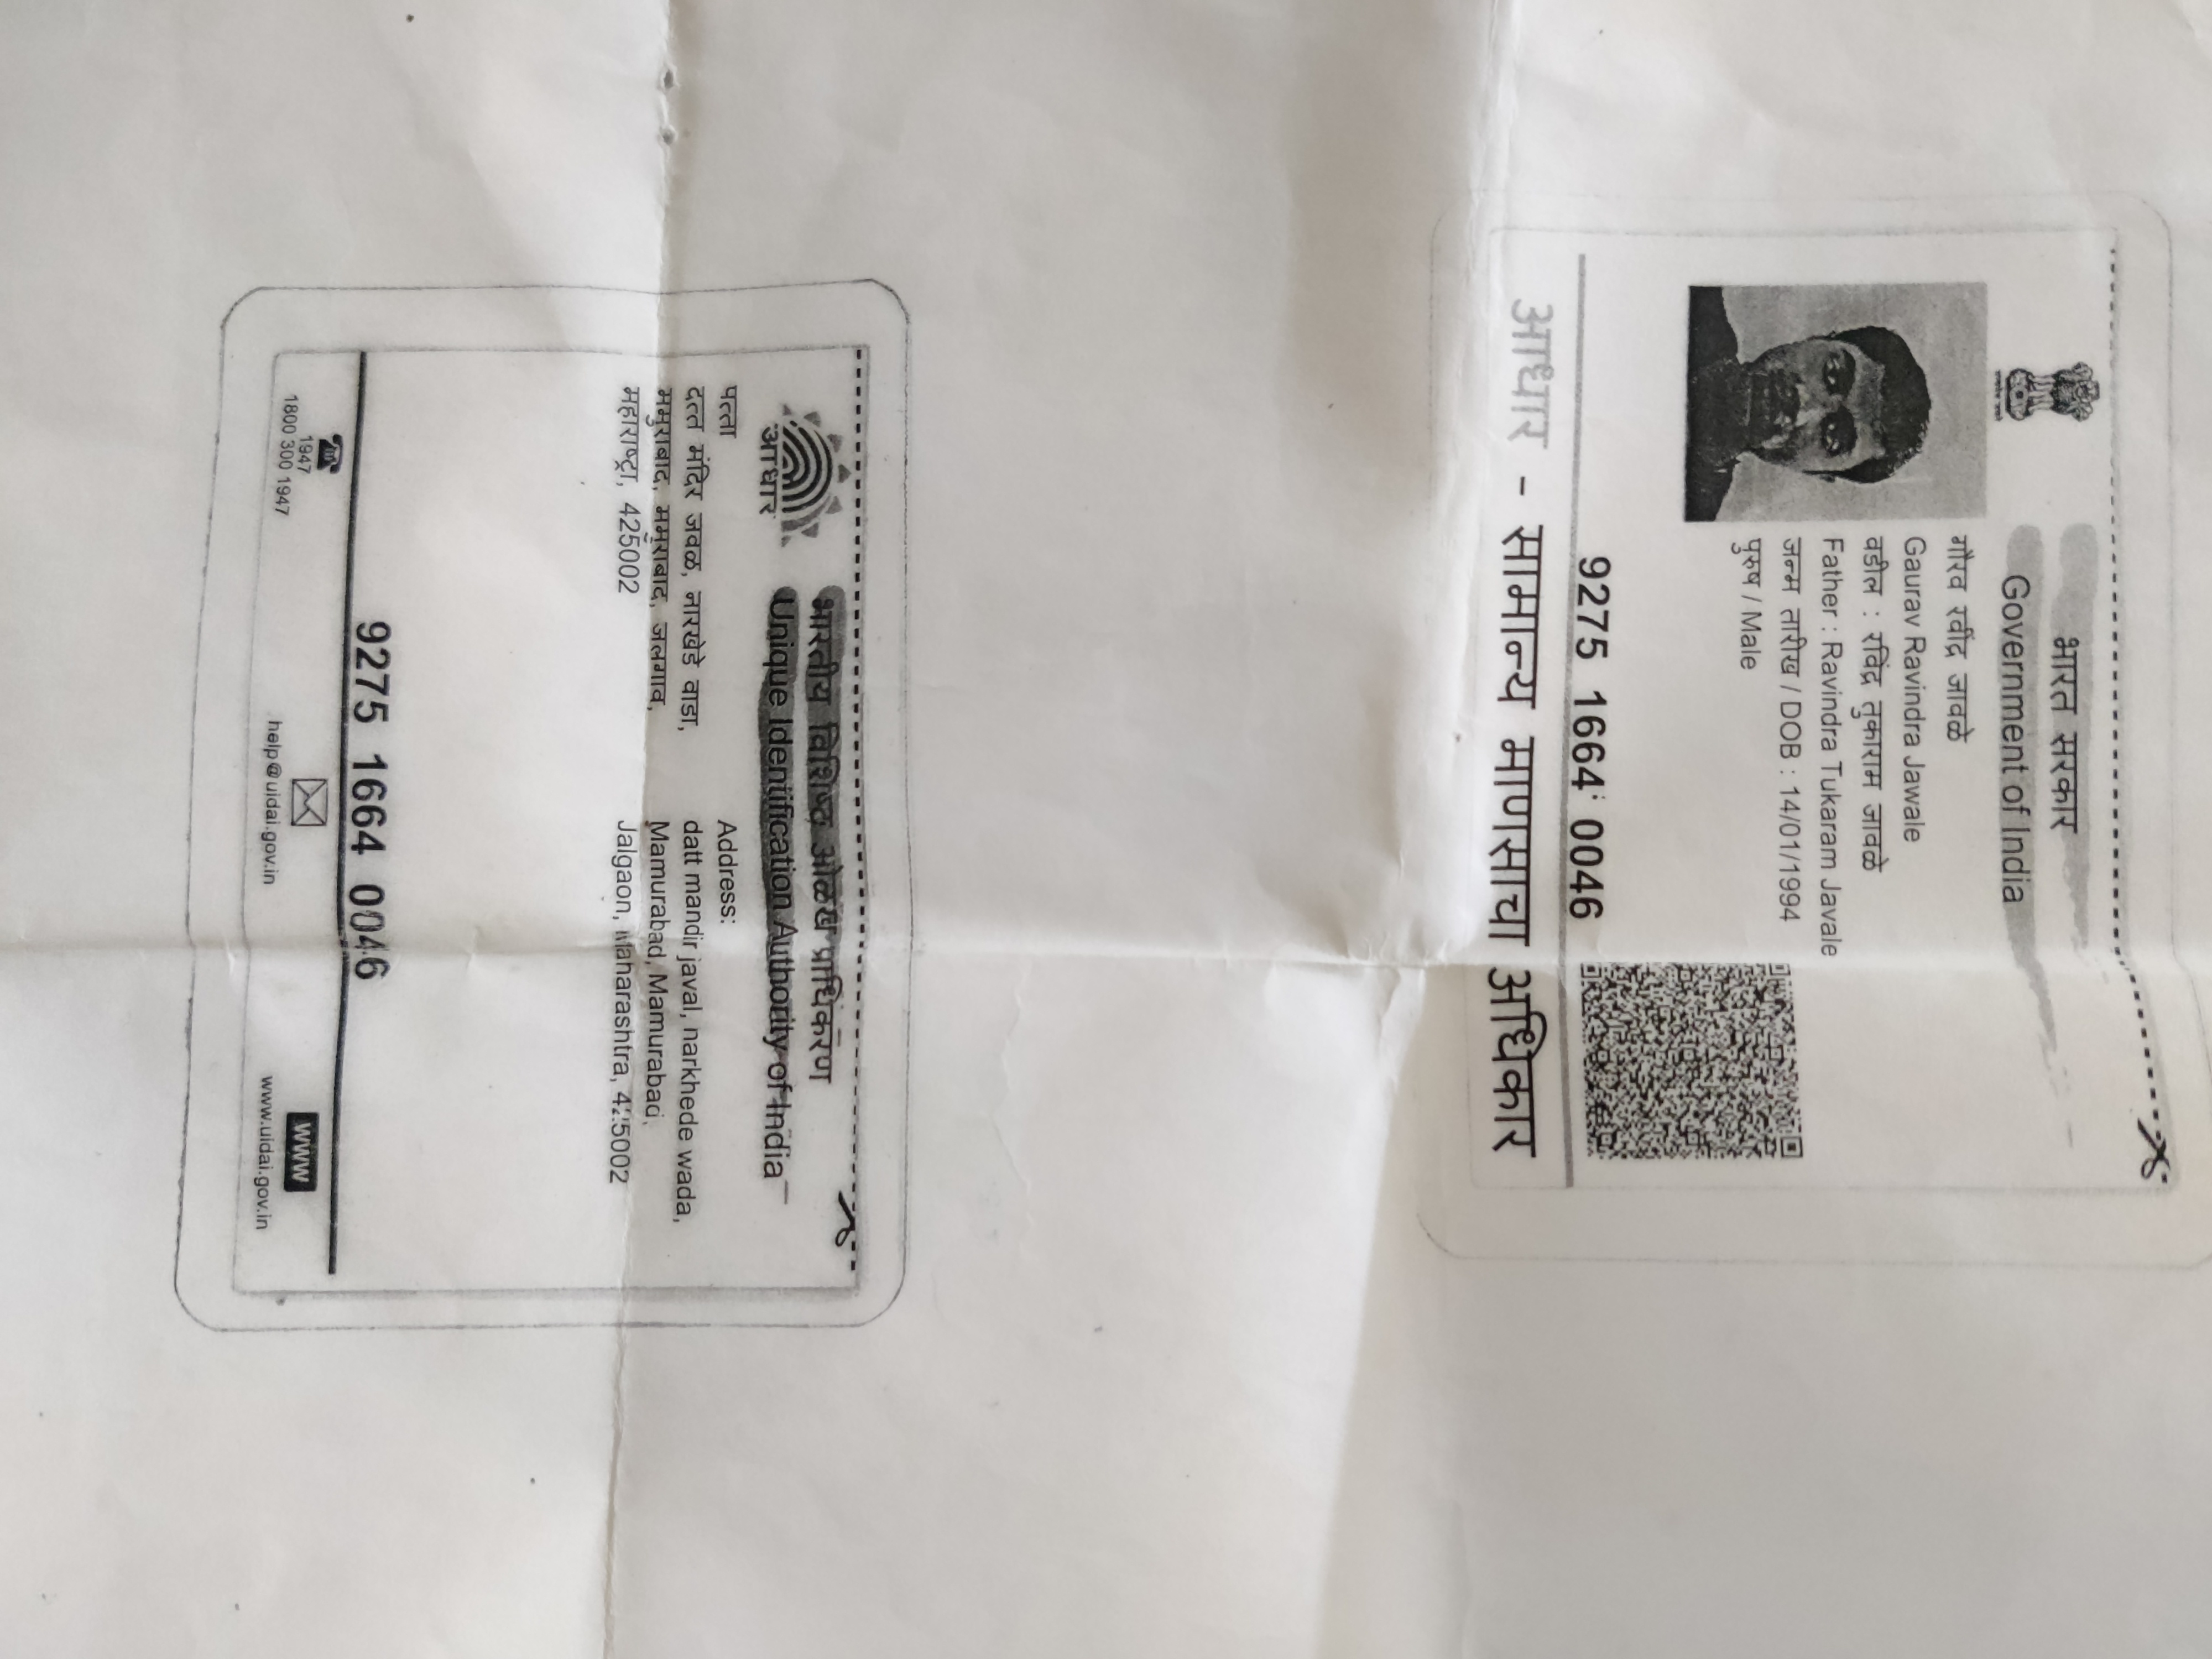 भारत सरकार
Government of India
गौरव रवींद्र जावळे
Gaurav Ravindra Jawale
वडील : रविंद्र तुकाराम जावळे
Father : Ravindra Tukaram Javale
जन्म तारीख / DOB : 14/01/1994
पुरुष / Male
9275 1664 0046
आधार - सामान्य माणसाचा अधिकार
आधार
भारतीय विशिष्ट ओळख प्राधिकरण
Unique Identification Authority of India
पत्ता
दत्त मंदिर जवळ, नारखेडे वाडा,
ममुराबाद, ममुराबाद, जलगाव,
महाराष्ट्रा, 425002
Address:
datt mandir javal, narkhede wada,
Mamurabad, Mamurabad,
Jalgaon, Maharashtra, 425002
9275 1664 0046
1947
1800 300 1947
help@uidai.gov.in
www
www.uidai.gov.in